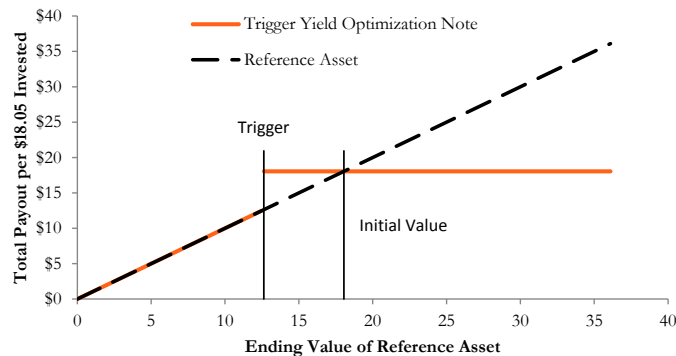 Trigger Yield Optimization Note
Reference Asset
Total Payout per $18.05 Invested
$40
$35
$30
$25
$20
$15
$10
$5
$0
Trigger
Initial Value
0 5 10 15 20 25 30 35 40
Ending Value of Reference Asset